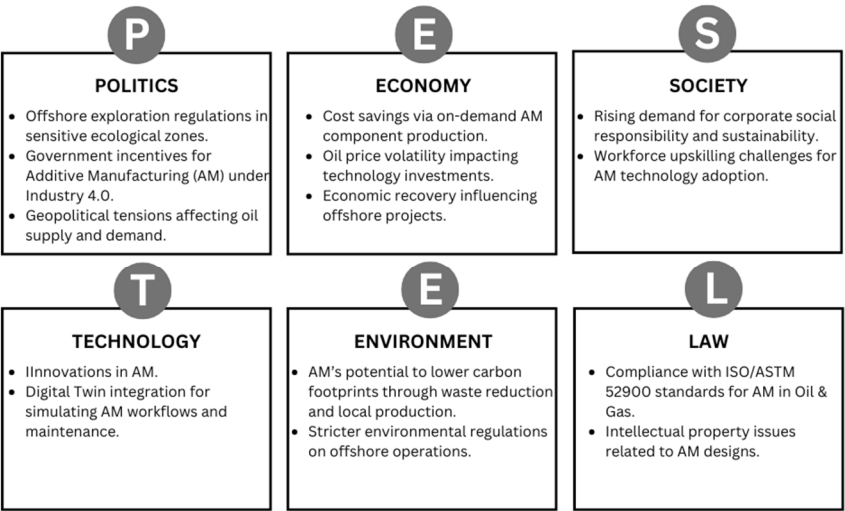 P
POLITICS
• Offshore exploration regulations in
sensitive ecological zones.
• Government incentives for
Additive Manufacturing (AM) under
Industry 4.0.
• Geopolitical tensions affecting oil
supply and demand.
E
ECONOMY
• Cost savings via on-demand AM
component production.
• Oil price volatility impacting
technology investments.
• Economic recovery influencing
offshore projects.
S
SOCIETY
• Rising demand for corporate social
responsibility and sustainability.
• Workforce upskilling challenges for
AM technology adoption.
T
TECHNOLOGY
• IInnovations in AM.
• Digital Twin integration for
simulating AM workflows and
maintenance.
E
ENVIRONMENT
• AM's potential to lower carbon
footprints through waste reduction
and local production.
• Stricter environmental regulations
on offshore operations.
L
LAW
• Compliance with ISO/ASTM
52900 standards for AM in Oil &
Gas.
• Intellectual property issues
related to AM designs.